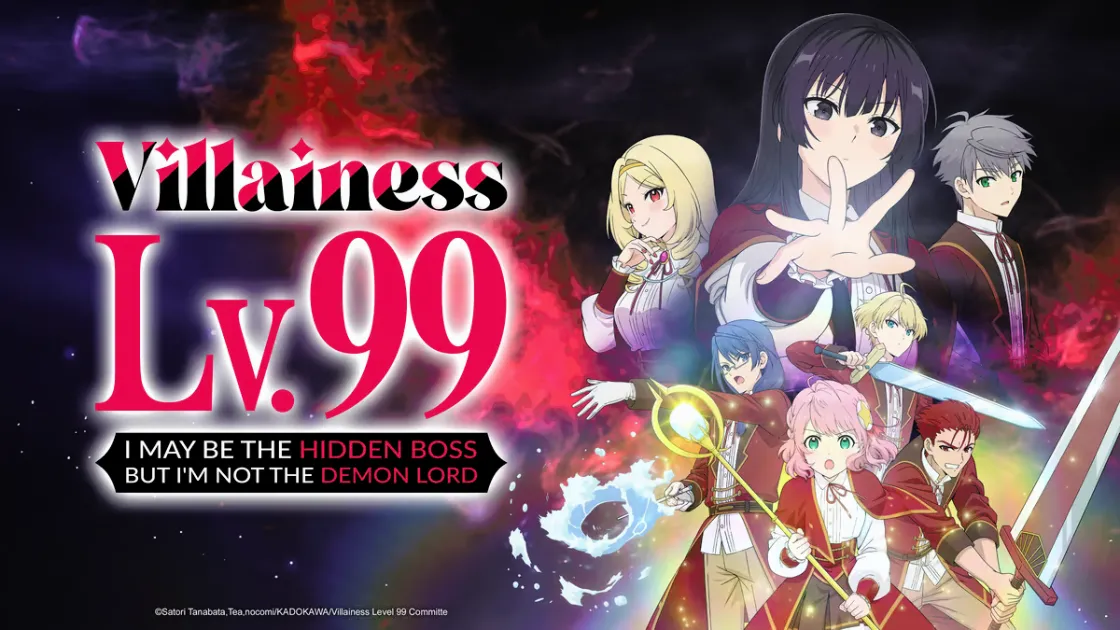 Villainess
Lv.99
I MAY BE THE HIDDEN BOSS
BUT I'M NOT THE DEMON LORD
©Satori Tanabata,Tea,nocomi/KADOKAWA/Villainess Level 99 Committe